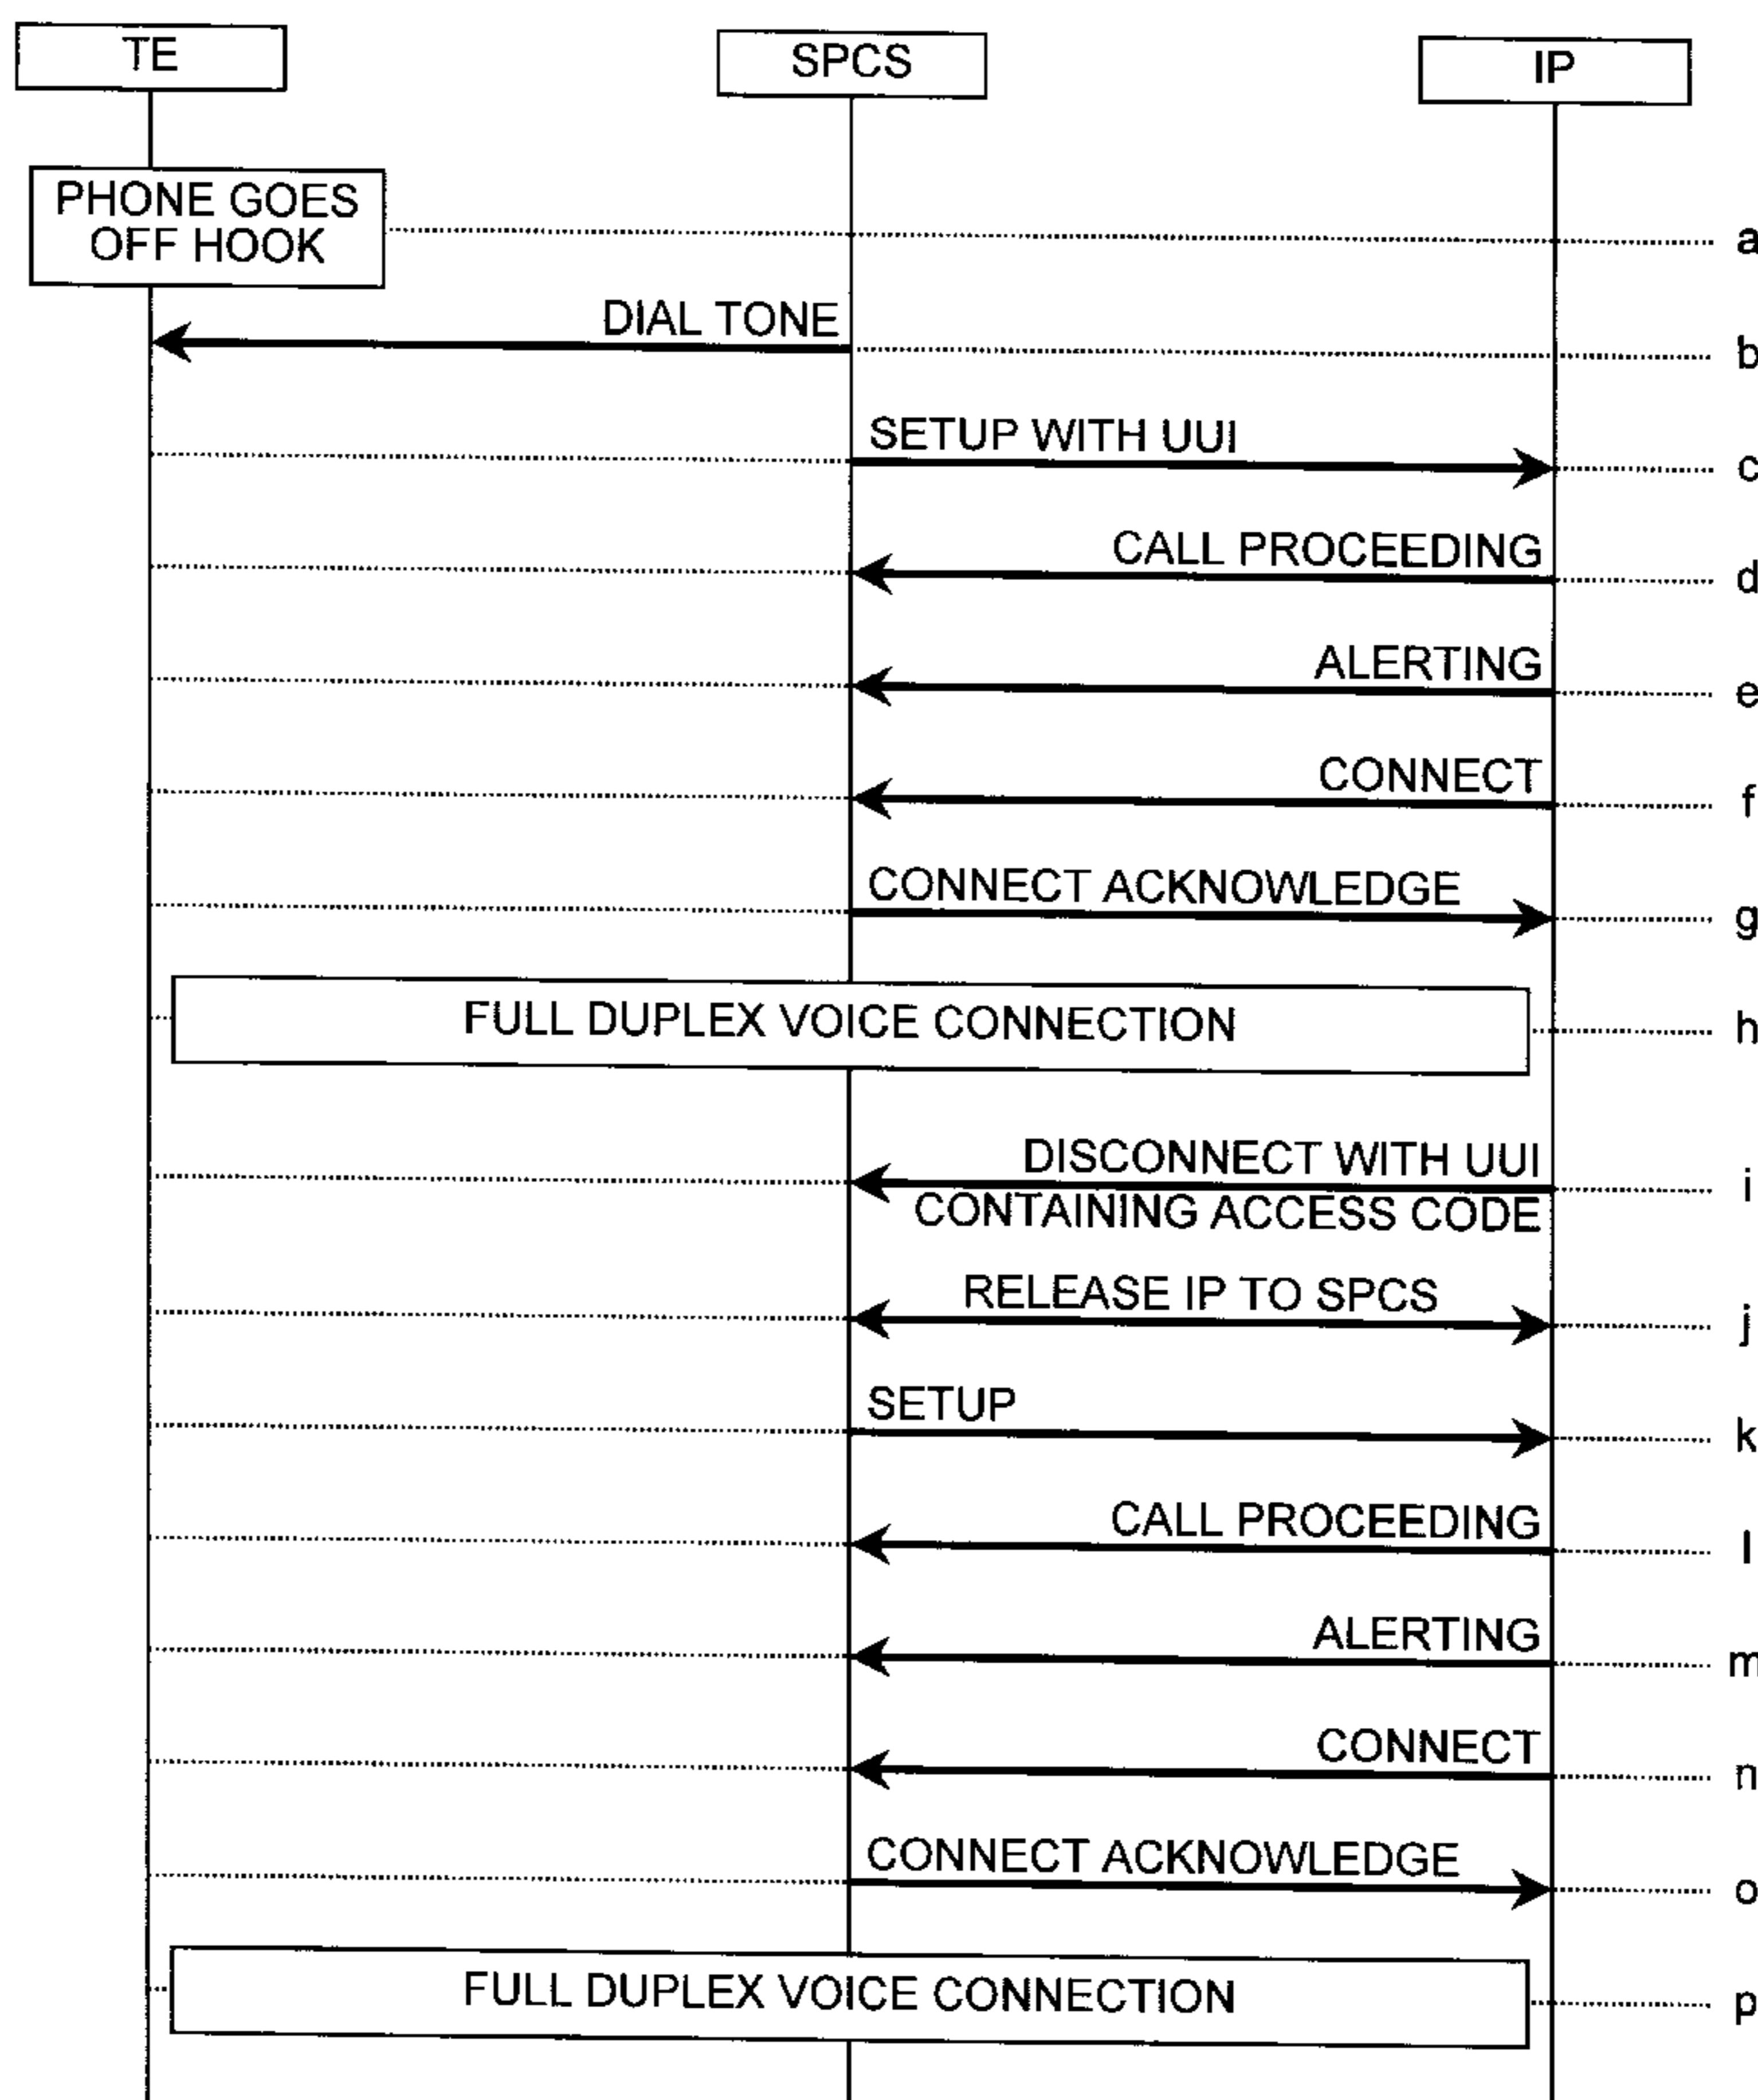 TE
SPCS
IP
PHONE GOES
OFF HOOK
a
DIAL TONE
b
SETUP WITH UUI
c
CALL PROCEEDING
d
ALERTING
e
CONNECT
f
CONNECT ACKNOWLEDGE
g
FULL DUPLEX VOICE CONNECTION
h
DISCONNECT WITH UUI
i
CONTAINING ACCESS CODE
RELEASE IP TO SPCS
j
SETUP
k
CALL PROCEEDING
l
ALERTING
m
CONNECT
n
CONNECT ACKNOWLEDGE
o
FULL DUPLEX VOICE CONNECTION
p